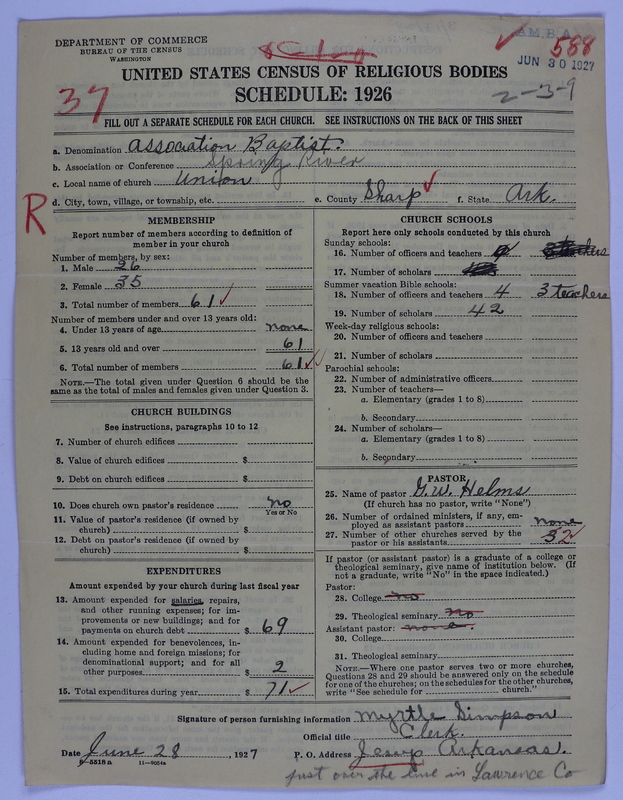 DEPARTMENT OF COMMERCE
BUREAU OF THE CENSUS
WASHINGTON
A.M.B.A.
588
JUN 30 1927
2-3-9
37
UNITED STATES CENSUS OF RELIGIOUS BODIES
SCHEDULE: 1926
FILL OUT A SEPARATE SCHEDULE FOR EACH CHURCH. SEE INSTRUCTIONS ON THE BACK OF THIS SHEET
a. Denomination Association Baptist.
b. Association or Conference Spring River
c. Local name of church Union
d. City, town, village, or township, etc. e. County Sharp f. State Ark.
R
MEMBERSHIP
Report number of members according to definition of
member in your church
Number of members, by sex:
1. Male 26
2. Female 35
3. Total number of members 61
Number of members under and over 13 years old:
4. Under 13 years of age none
5. 13 years old and over 61
6. Total number of members 61
NOTE.—The total given under Question 6 should be the
same as the total of males and females given under Question 3.
CHURCH BUILDINGS
See instructions, paragraphs 10 to 12
7. Number of church edifices
8. Value of church edifices $
9. Debt on church edifices $
10. Does church own pastor's residence no
Yes or No
11. Value of pastor's residence (if owned by
church) $
12. Debt on pastor's residence (if owned by
church) $
EXPENDITURES
Amount expended by your church during last fiscal year
13. Amount expended for salaries, repairs,
and other running expenses; for im-
provements or new buildings; and for
payments on church debt $ 69
14. Amount expended for benevolences, in-
cluding home and foreign missions; for
denominational support; and for all
other purposes $ 2
15. Total expenditures during year $ 71
CHURCH SCHOOLS
Report here only schools conducted by this church
Sunday schools:
16. Number of officers and teachers
17. Number of scholars
Summer vacation Bible schools:
18. Number of officers and teachers 4 3 teachers
19. Number of scholars 42
Week-day religious schools:
20. Number of officers and teachers
21. Number of scholars
Parochial schools:
22. Number of administrative officers
23. Number of teachers—
a. Elementary (grades 1 to 8)
b. Secondary
24. Number of scholars—
a. Elementary (grades 1 to 8)
b. Secondary
PASTOR
25. Name of pastor G. W. Helms
(If church has no pastor, write "None")
26. Number of ordained ministers, if any, em-
ployed as assistant pastors none
27. Number of other churches served by the
pastor or his assistants 2
If pastor (or assistant pastor) is a graduate of a college or
theological seminary, give name of institution below. (If
not a graduate, write "No" in the space indicated.)
Pastor:
28. College no
29. Theological seminary no
Assistant pastor: none.
30. College
31. Theological seminary
NOTE.—Where one pastor serves two or more churches,
Questions 28 and 29 should be answered only on the schedule
for one of the churches; on the schedules for the other churches,
write "See schedule for church."
Signature of person furnishing information Myrtle Simpson
Official title Clerk.
Date June 28, 1927 P. O. Address Jesup Arkansas.
8-5518a 11-9054a
just over the line in Lawrence Co